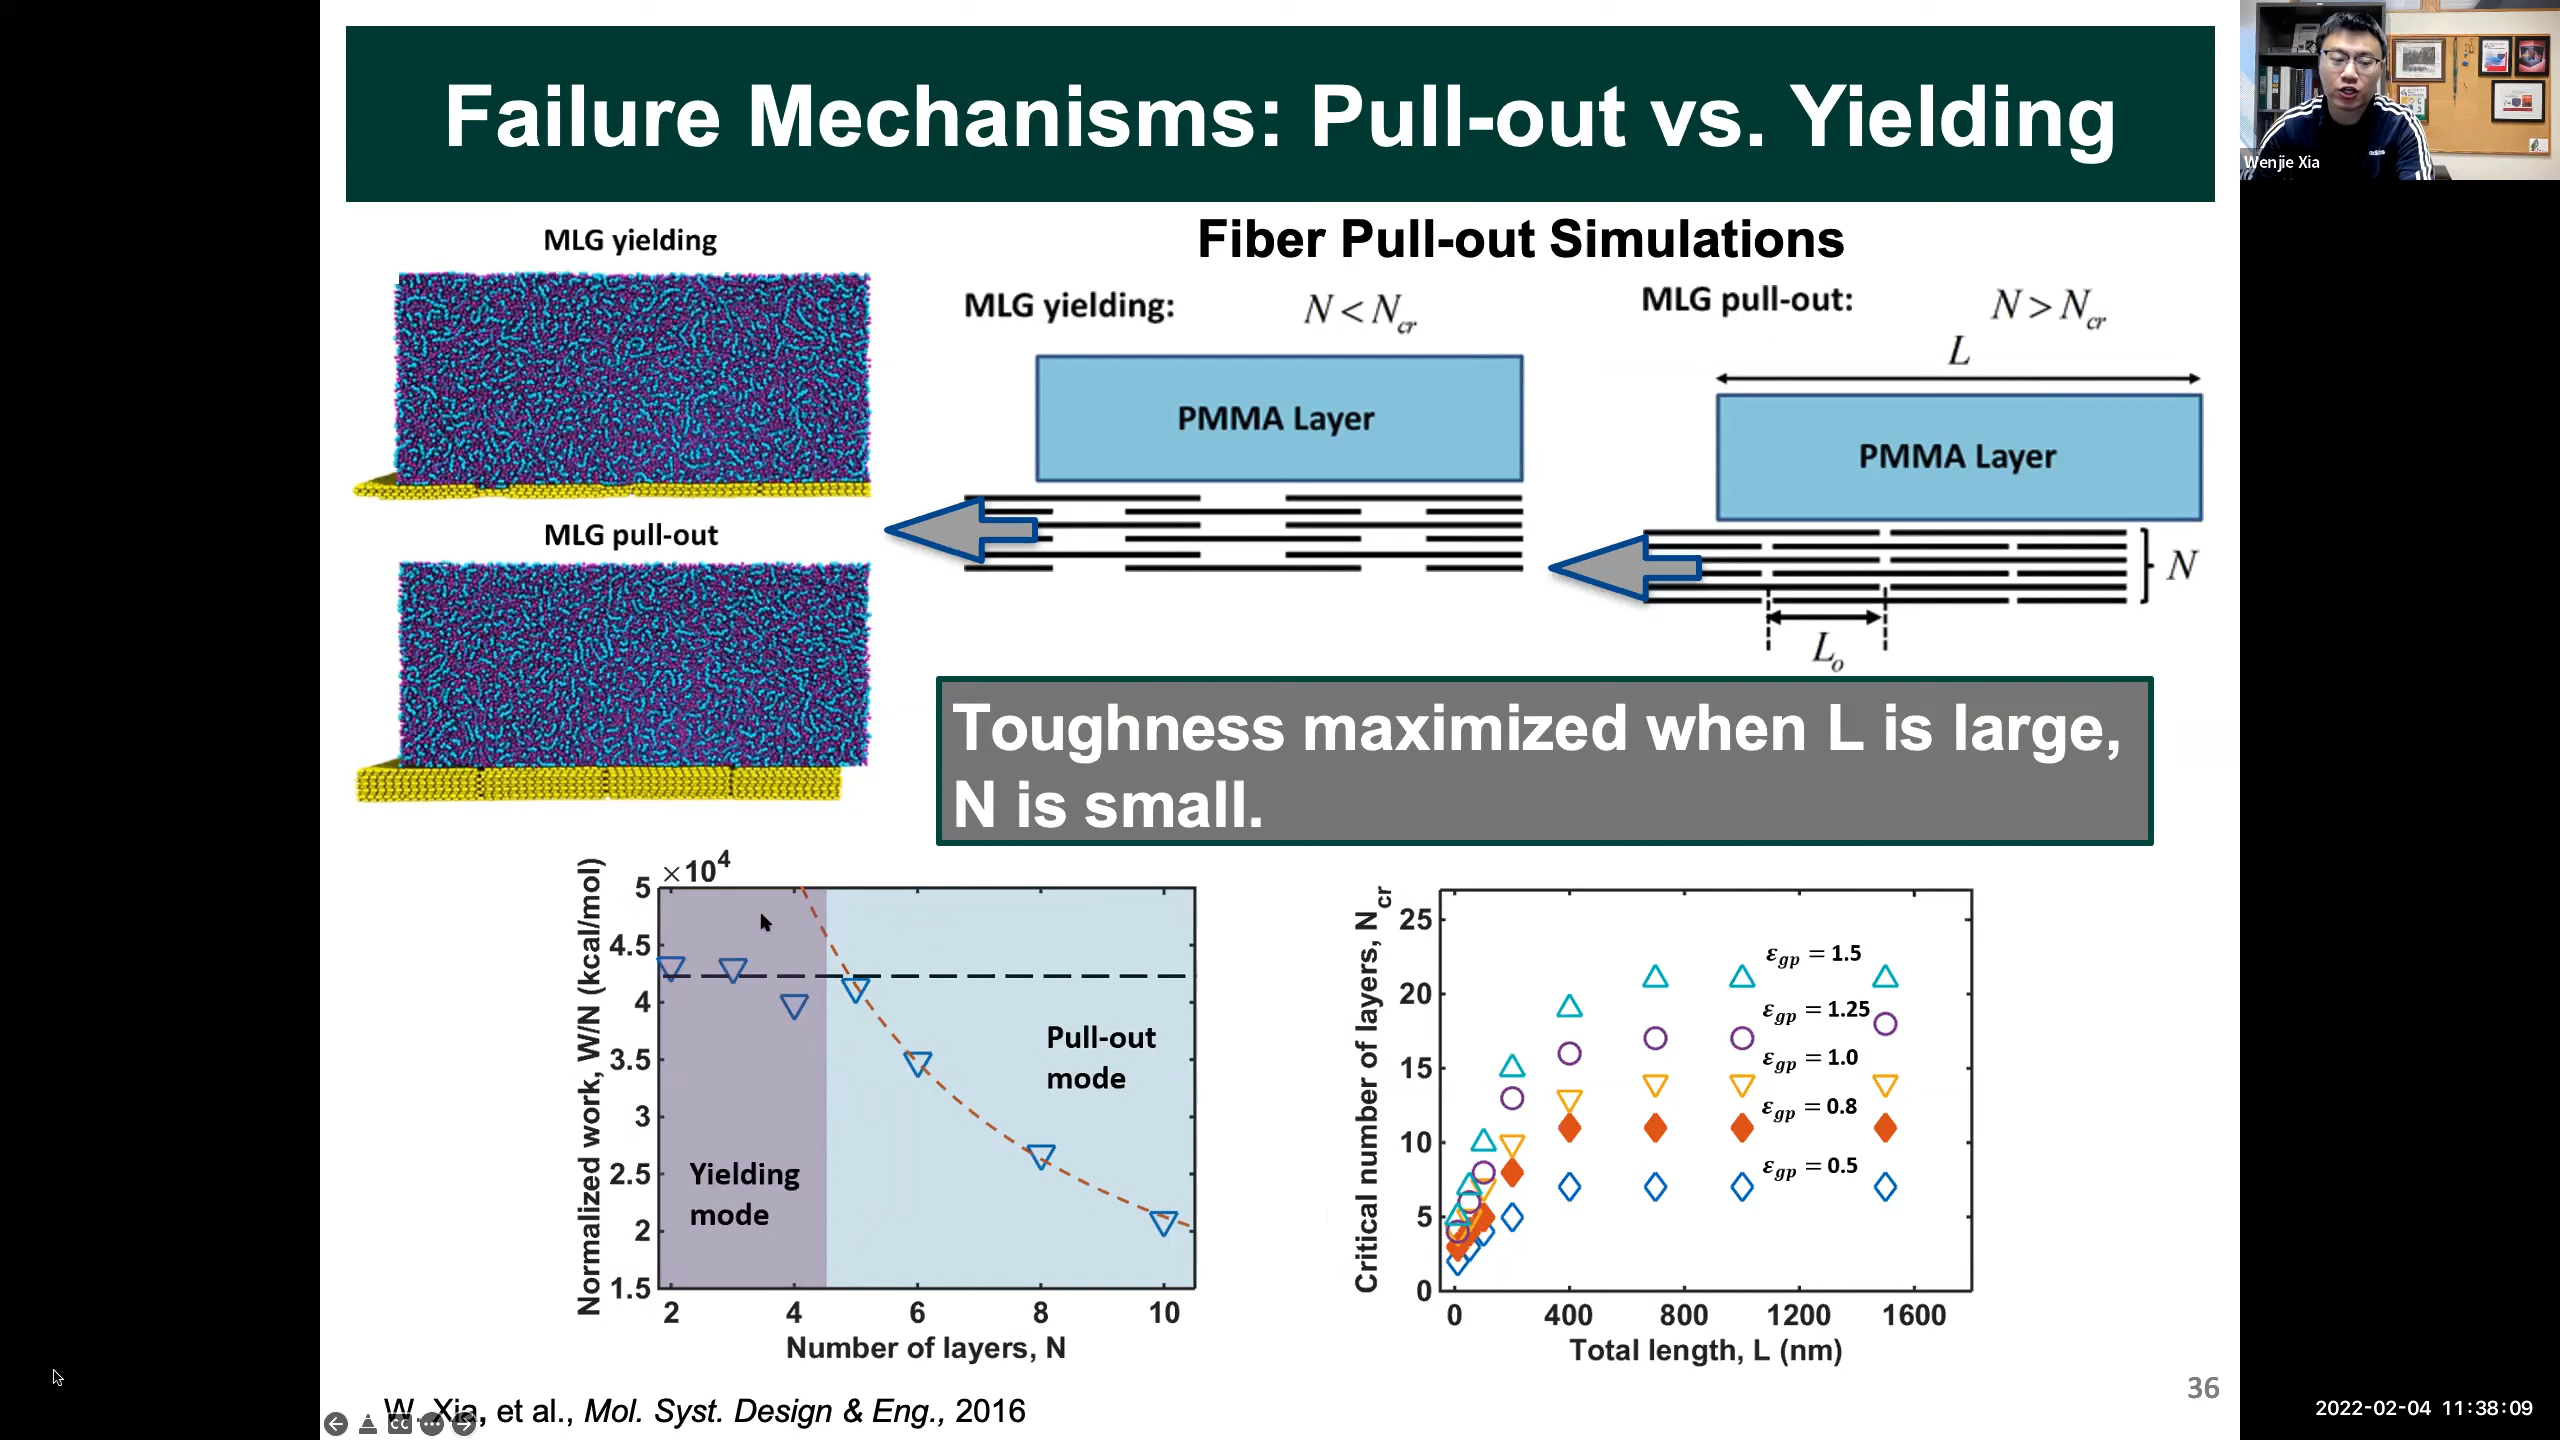 Failure Mechanisms: Pull-out vs. Yielding
Wenjie Xia
adidas
MLG yielding
MLG pull-out
Fiber Pull-out Simulations
MLG yielding: N < N_cr
PMMA Layer
MLG pull-out: N > N_cr
L
PMMA Layer
N
L_o
Toughness maximized when L is large,
N is small.
×10^4
Normalized work, W/N (kcal/mol)
5
4.5
4
3.5
3
2.5
2
1.5
Yielding
mode
Pull-out
mode
2 4 6 8 10
Number of layers, N
Critical number of layers, N_cr
25
20
15
10
5
0
ε_gp = 1.5
ε_gp = 1.25
ε_gp = 1.0
ε_gp = 0.8
ε_gp = 0.5
0 400 800 1200 1600
Total length, L (nm)
W. Xia, et al., Mol. Syst. Design & Eng., 2016
CC
36
2022-02-04 11:38:09